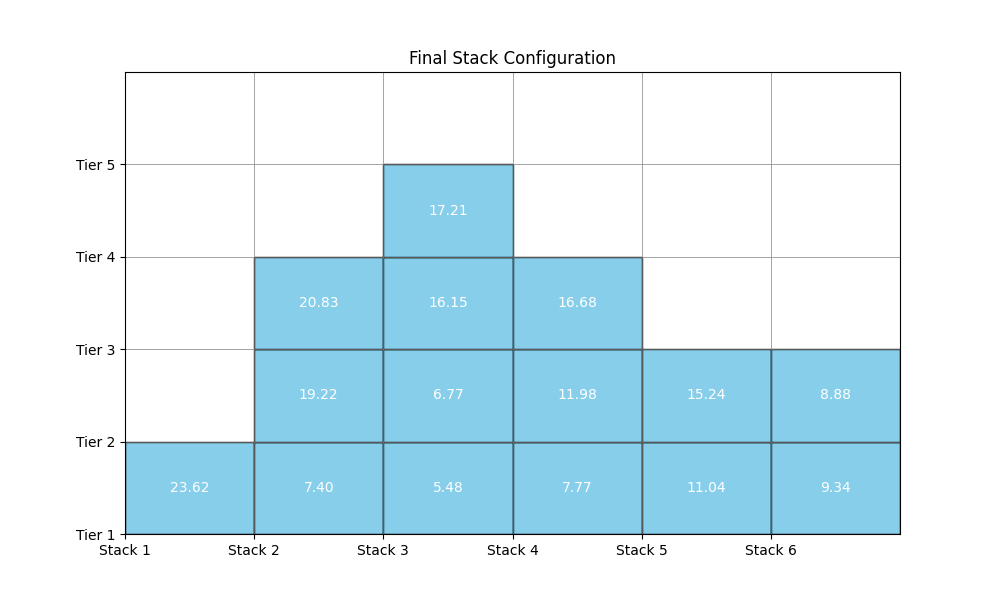 Final Stack Configuration
Tier 5
17.21
Tier 4
20.83 16.15 16.68
Tier 3
19.22 6.77 11.98 15.24 8.88
Tier 2
23.62 7.40 5.48 7.77 11.04 9.34
Tier 1
Stack 1 Stack 2 Stack 3 Stack 4 Stack 5 Stack 6